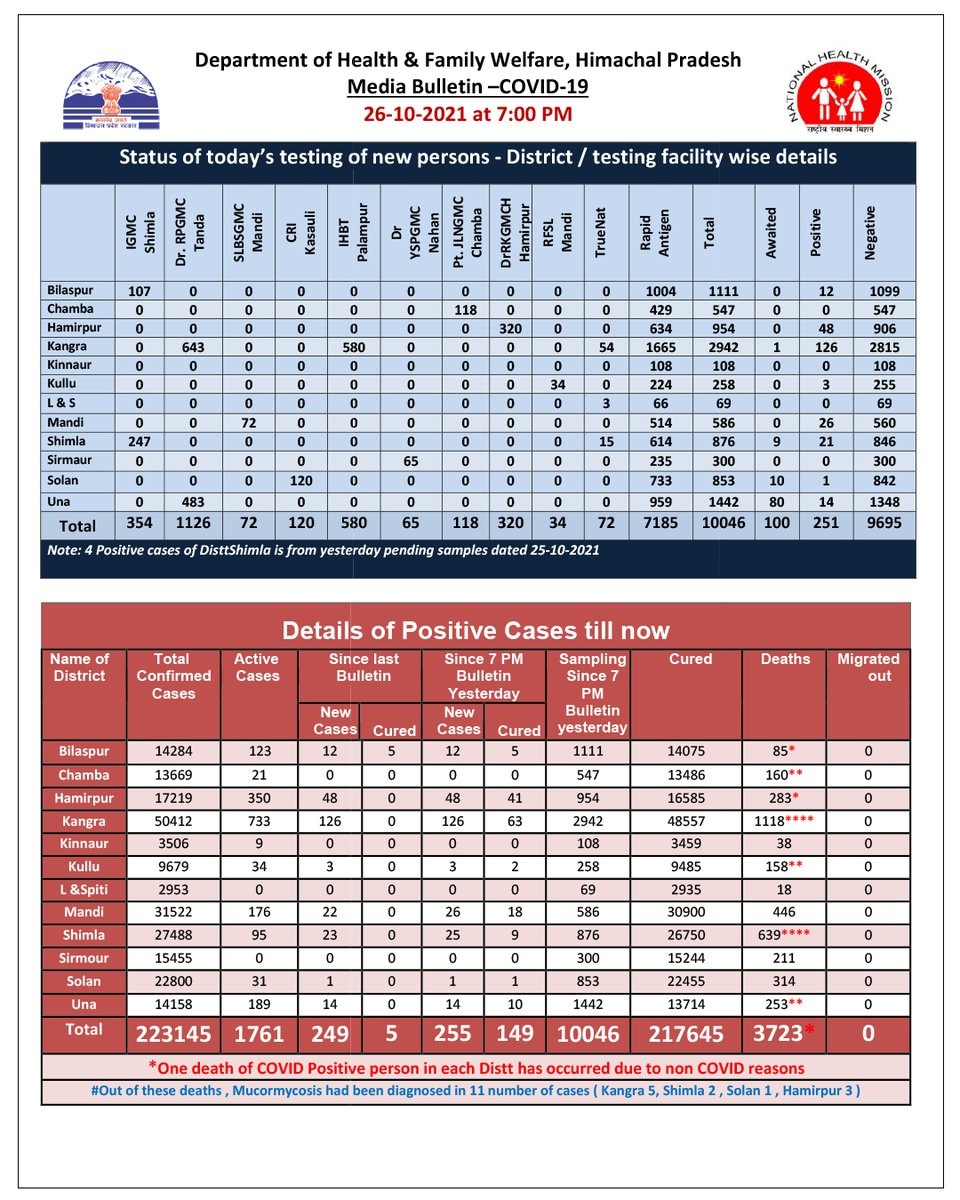 Department of Health & Family Welfare, Himachal Pradesh
Media Bulletin –COVID-19
26-10-2021 at 7:00 PM
NATIONAL HEALTH MISSION
राष्ट्रीय स्वास्थ्य मिशन
Status of today's testing of new persons - District / testing facility wise details
IGMC Shimla Dr. RPGMC Tanda SLBSGMC Mandi CRI Kasauli IHBT Palampur Dr YSPGMC Nahan Pt. JLNGMC Chamba DrRKGMCH Hamirpur RFSL Mandi TrueNat Rapid Antigen Total Awaited Positive Negative
Bilaspur 107 0 0 0 0 0 0 0 0 0 1004 1111 0 12 1099
Chamba 0 0 0 0 0 0 118 0 0 0 429 547 0 0 547
Hamirpur 0 0 0 0 0 0 0 320 0 0 634 954 0 48 906
Kangra 0 643 0 0 580 0 0 0 0 54 1665 2942 1 126 2815
Kinnaur 0 0 0 0 0 0 0 0 0 0 108 108 0 0 108
Kullu 0 0 0 0 0 0 0 0 34 0 224 258 0 3 255
L & S 0 0 0 0 0 0 0 0 0 3 66 69 0 0 69
Mandi 0 0 72 0 0 0 0 0 0 0 514 586 0 26 560
Shimla 247 0 0 0 0 0 0 0 0 15 614 876 9 21 846
Sirmaur 0 0 0 0 0 65 0 0 0 0 235 300 0 0 300
Solan 0 0 0 120 0 0 0 0 0 0 733 853 10 1 842
Una 0 483 0 0 0 0 0 0 0 0 959 1442 80 14 1348
Total 354 1126 72 120 580 65 118 320 34 72 7185 10046 100 251 9695
Note: 4 Positive cases of DisttShimla is from yesterday pending samples dated 25-10-2021
Details of Positive Cases till now
Name of District Total Confirmed Cases Active Cases Since last Bulletin Since 7 PM Bulletin Yesterday Sampling Since 7 PM Bulletin yesterday Cured Deaths Migrated out
New Cases Cured New Cases Cured
Bilaspur 14284 123 12 5 12 5 1111 14075 85* 0
Chamba 13669 21 0 0 0 0 547 13486 160** 0
Hamirpur 17219 350 48 0 48 41 954 16585 283* 0
Kangra 50412 733 126 0 126 63 2942 48557 1118**** 0
Kinnaur 3506 9 0 0 0 0 108 3459 38 0
Kullu 9679 34 3 0 3 2 258 9485 158** 0
L &Spiti 2953 0 0 0 0 0 69 2935 18 0
Mandi 31522 176 22 0 26 18 586 30900 446 0
Shimla 27488 95 23 0 25 9 876 26750 639**** 0
Sirmour 15455 0 0 0 0 0 300 15244 211 0
Solan 22800 31 1 0 1 1 853 22455 314 0
Una 14158 189 14 0 14 10 1442 13714 253** 0
Total 223145 1761 249 5 255 149 10046 217645 3723* 0
*One death of COVID Positive person in each Distt has occurred due to non COVID reasons
#Out of these deaths , Mucormycosis had been diagnosed in 11 number of cases ( Kangra 5, Shimla 2 , Solan 1 , Hamirpur 3 )